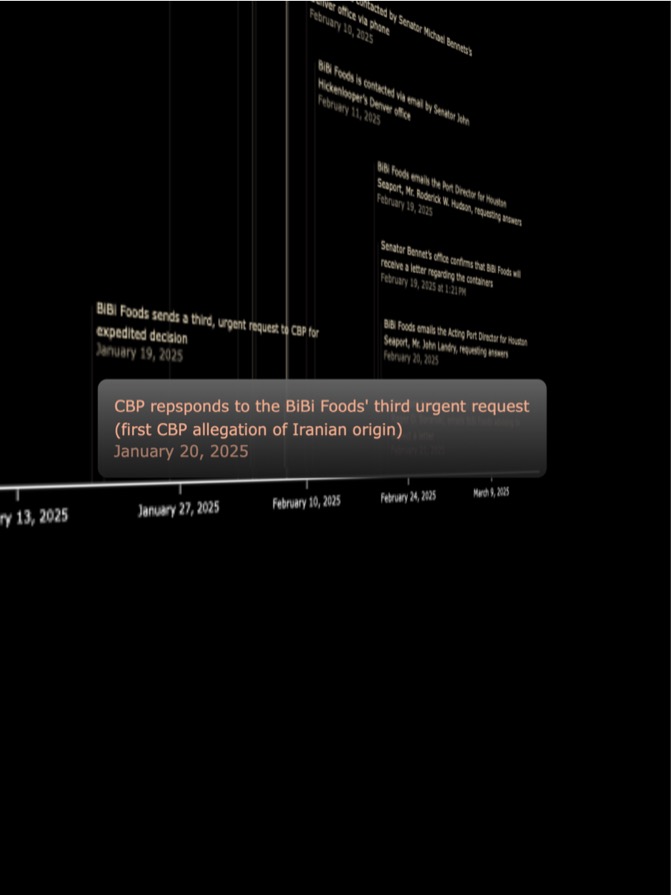 contacted by Senator Michael Bennets's
Denver office via phone
February 10, 2025
BiBi Foods is contacted via email by Senator John
Hickenlooper's Denver office
February 11, 2025
BiBi Foods emails the Port Director for Houston
Seaport, Mr. Roderick W. Hudson, requesting answers
February 19, 2025
Senator Bennet's office confirms that BiBi Foods will
receive a letter regarding the containers
February 19, 2025 at 1:21 PM
BiBi Foods sends a third, urgent request to CBP for
expedited decision
January 19, 2025
BiBi Foods emails the Acting Port Director for Houston
Seaport, Mr. John Landry, requesting answers
February 20, 2025
CBP repsponds to the BiBi Foods' third urgent request
(first CBP allegation of Iranian origin)
January 20, 2025
ry 13, 2025
January 27, 2025
February 10, 2025
February 24, 2025
March 9, 2025